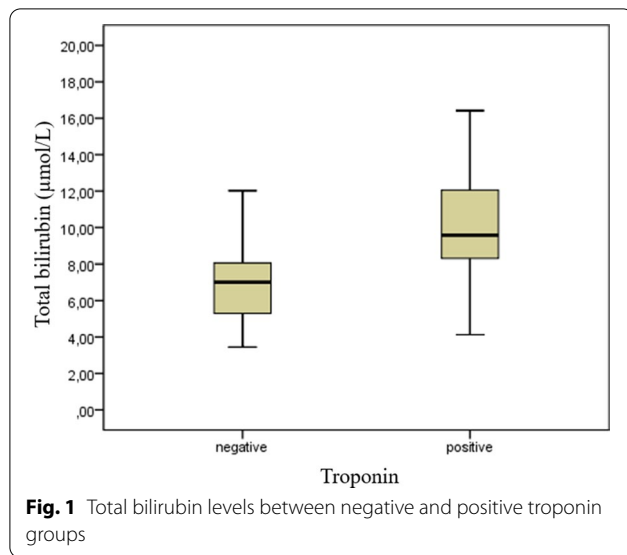 20,00
18,00
16,00
14,00
12,00
10,00
8,00
6,00
4,00
2,00
,00
Total bilirubin (µmol/L)
negative positive
Troponin
Fig. 1 Total bilirubin levels between negative and positive troponin
groups